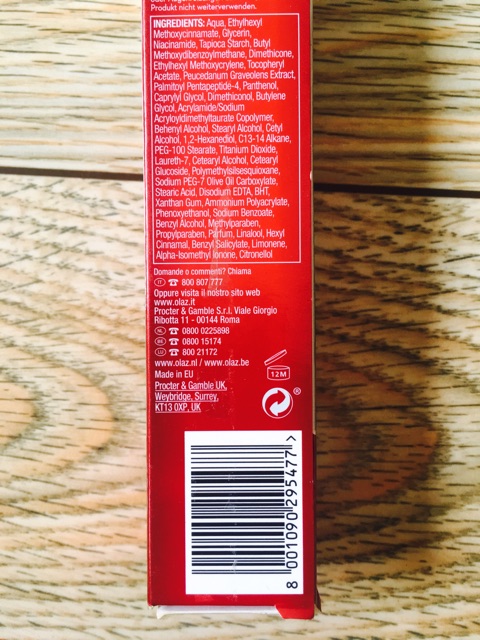 Produkt nicht weiterverwenden.
INGREDIENTS: Aqua, Ethylhexyl
Methoxycinnamate, Glycerin,
Niacinamide, Tapioca Starch, Butyl
Methoxydibenzoylmethane, Dimethicone,
Ethylhexyl Methoxycrylene, Tocopheryl
Acetate, Peucedanum Graveolens Extract,
Palmitoyl Pentapeptide-4, Panthenol,
Caprylyl Glycol, Dimethiconol, Butylene
Glycol, Acrylamide/Sodium
Acryloyldimethyltaurate Copolymer,
Behenyl Alcohol, Stearyl Alcohol, Cetyl
Alcohol, 1,2-Hexanediol, C13-14 Alkane,
PEG-100 Stearate, Titanium Dioxide,
Laureth-7, Cetearyl Alcohol, Cetearyl
Glucoside, Polymethylsilsesquioxane,
Sodium PEG-7 Olive Oil Carboxylate,
Stearic Acid, Disodium EDTA, BHT,
Xanthan Gum, Ammonium Polyacrylate,
Phenoxyethanol, Sodium Benzoate,
Benzyl Alcohol, Methylparaben,
Propylparaben, Parfum, Linalool, Hexyl
Cinnamal, Benzyl Salicylate, Limonene,
Alpha-Isomethyl Ionone, Citronellol
Domande o commenti? Chiama
IT 800 807 777
Oppure visita il nostro sito web
www.olaz.it
Procter & Gamble S.r.l. Viale Giorgio
Ribotta 11 - 00144 Roma
NL 0800 0225898
BE 0800 15174
LU 800 21172
www.olaz.nl / www.olaz.be
Made in EU
Procter & Gamble UK,
Weybridge, Surrey,
KT13 0XP, UK
12M
®
8 001090 295477 >